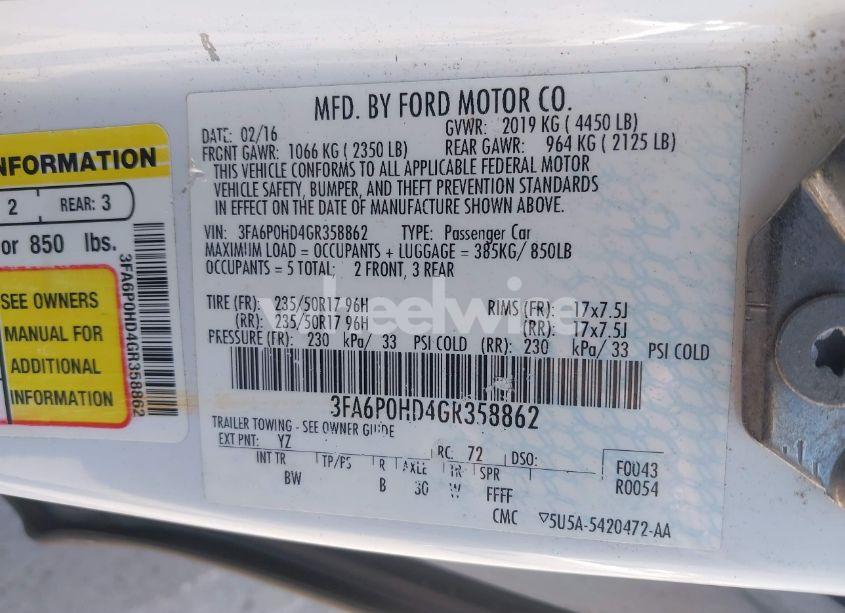 INFORMATION
2 REAR: 3
or 850 lbs.
SEE OWNERS
MANUAL FOR
ADDITIONAL
INFORMATION
3FA6P0HD4GR358862
MFD. BY FORD MOTOR CO.
DATE: 02/16 GVWR: 2019 KG ( 4450 LB)
FRONT GAWR: 1066 KG ( 2350 LB) REAR GAWR: 964 KG ( 2125 LB)
THIS VEHICLE CONFORMS TO ALL APPLICABLE FEDERAL MOTOR
VEHICLE SAFETY, BUMPER, AND THEFT PREVENTION STANDARDS
IN EFFECT ON THE DATE OF MANUFACTURE SHOWN ABOVE.
VIN: 3FA6P0HD4GR358862 TYPE: Passenger Car
MAXIMUM LOAD = OCCUPANTS + LUGGAGE = 385KG/ 850LB
OCCUPANTS = 5 TOTAL; 2 FRONT, 3 REAR
TIRE (FR): 235/50R17 96H RIMS (FR): 17x7.5J
(RR): 235/50R17 96H (RR): 17x7.5J
PRESSURE (FR): 230 kPa/ 33 PSI COLD (RR): 230 kPa/ 33 PSI COLD
wheelwire
3FA6P0HD4GR358862
TRAILER TOWING - SEE OWNER GUIDE
EXT PNT: YZ RC: 72 DSO:
INT TR TP/PS R AXLE TR SPR F0043
BW B 30 W FFFF R0054
CMC ▽5U5A-5420472-AA